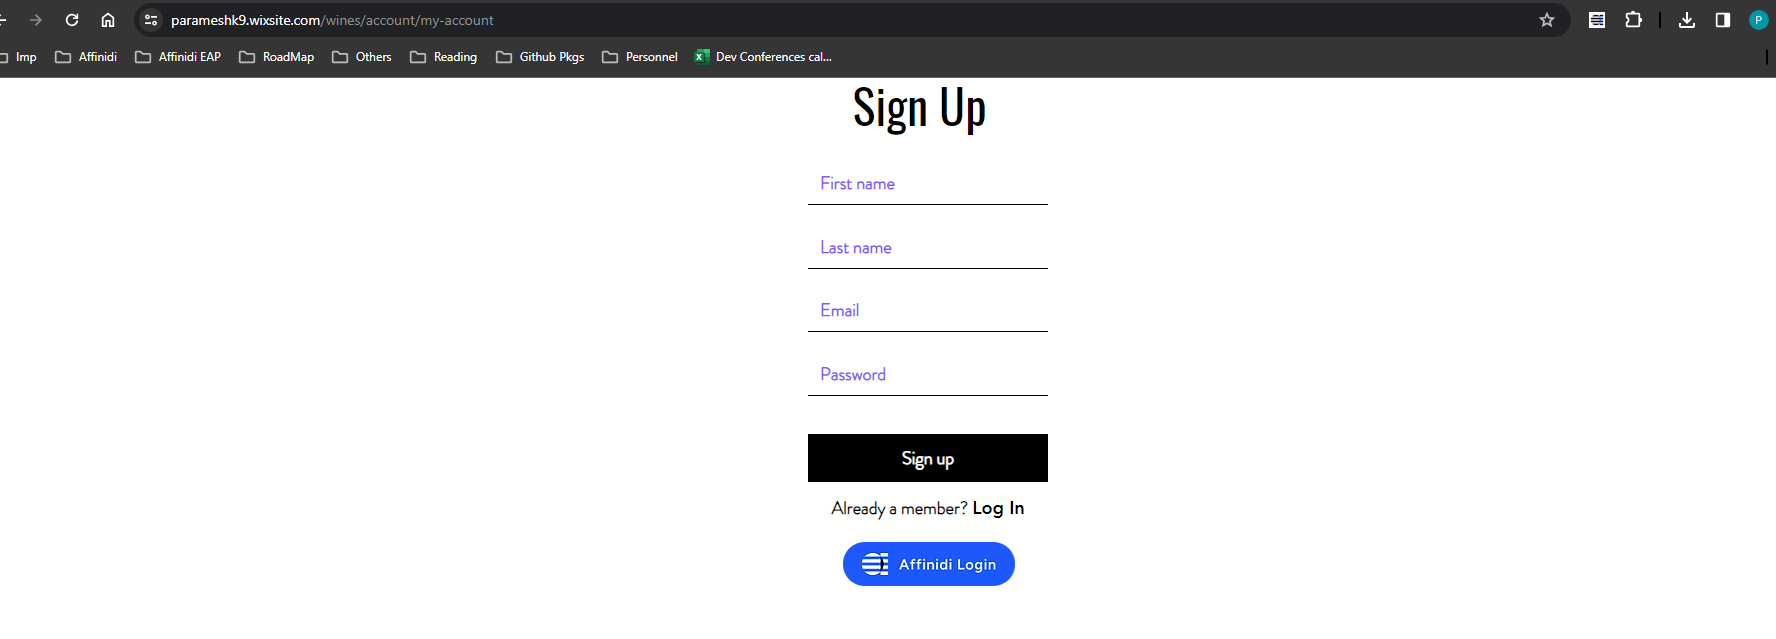 parameshk9.wixsite.com/wines/account/my-account
P
Imp Affinidi Affinidi EAP RoadMap Others Reading Github Pkgs Personnel Dev Conferences cal...
Sign Up
First name
Last name
Email
Password
Sign up
Already a member? Log In
Affinidi Login